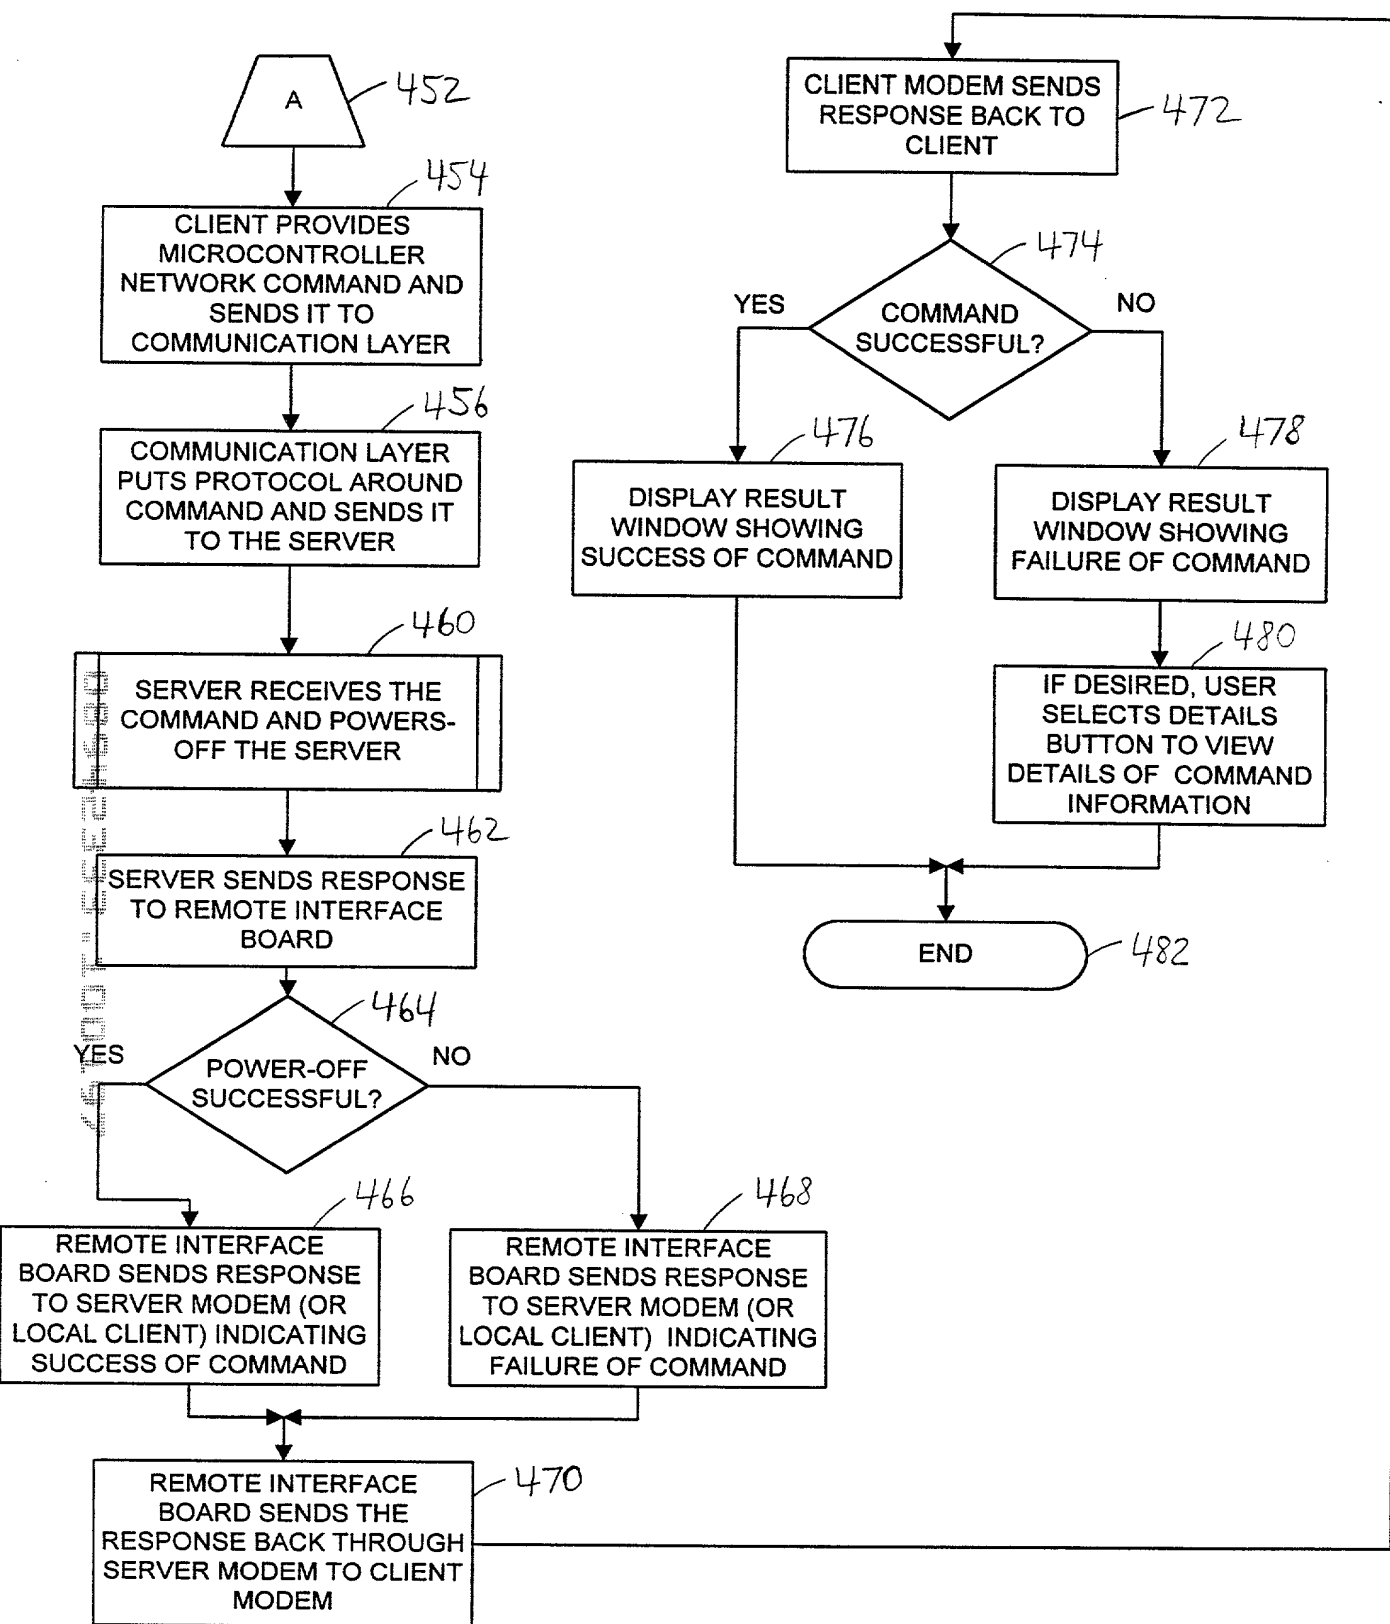 A
452
454
CLIENT PROVIDES
MICROCONTROLLER
NETWORK COMMAND AND
SENDS IT TO
COMMUNICATION LAYER
456
COMMUNICATION LAYER
PUTS PROTOCOL AROUND
COMMAND AND SENDS IT
TO THE SERVER
460
SERVER RECEIVES THE
COMMAND AND POWERS-
OFF THE SERVER
462
SERVER SENDS RESPONSE
TO REMOTE INTERFACE
BOARD
464
YES
NO
POWER-OFF
SUCCESSFUL?
466
REMOTE INTERFACE
BOARD SENDS RESPONSE
TO SERVER MODEM (OR
LOCAL CLIENT) INDICATING
SUCCESS OF COMMAND
468
REMOTE INTERFACE
BOARD SENDS RESPONSE
TO SERVER MODEM (OR
LOCAL CLIENT) INDICATING
FAILURE OF COMMAND
470
REMOTE INTERFACE
BOARD SENDS THE
RESPONSE BACK THROUGH
SERVER MODEM TO CLIENT
MODEM
CLIENT MODEM SENDS
RESPONSE BACK TO
CLIENT
472
474
YES
NO
COMMAND
SUCCESSFUL?
476
DISPLAY RESULT
WINDOW SHOWING
SUCCESS OF COMMAND
478
DISPLAY RESULT
WINDOW SHOWING
FAILURE OF COMMAND
480
IF DESIRED, USER
SELECTS DETAILS
BUTTON TO VIEW
DETAILS OF COMMAND
INFORMATION
END
482